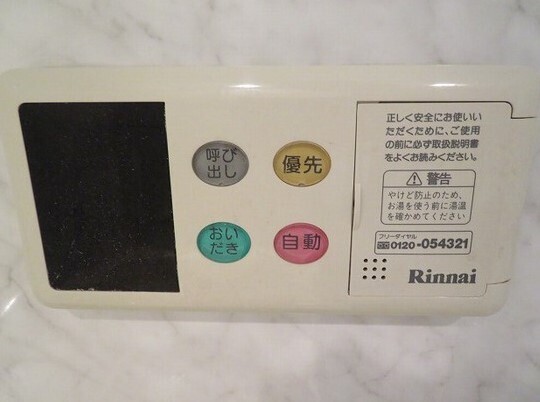 呼び
出し
優先
おい
だき
自動
正しく安全にお使いい
ただくために、ご使用
の前に必ず取扱説明書
をよくお読みください。
警告
やけど防止のため、
お湯を使う前に湯温
を確かめてください
フリーダイヤル
0120-054321
Rinnai